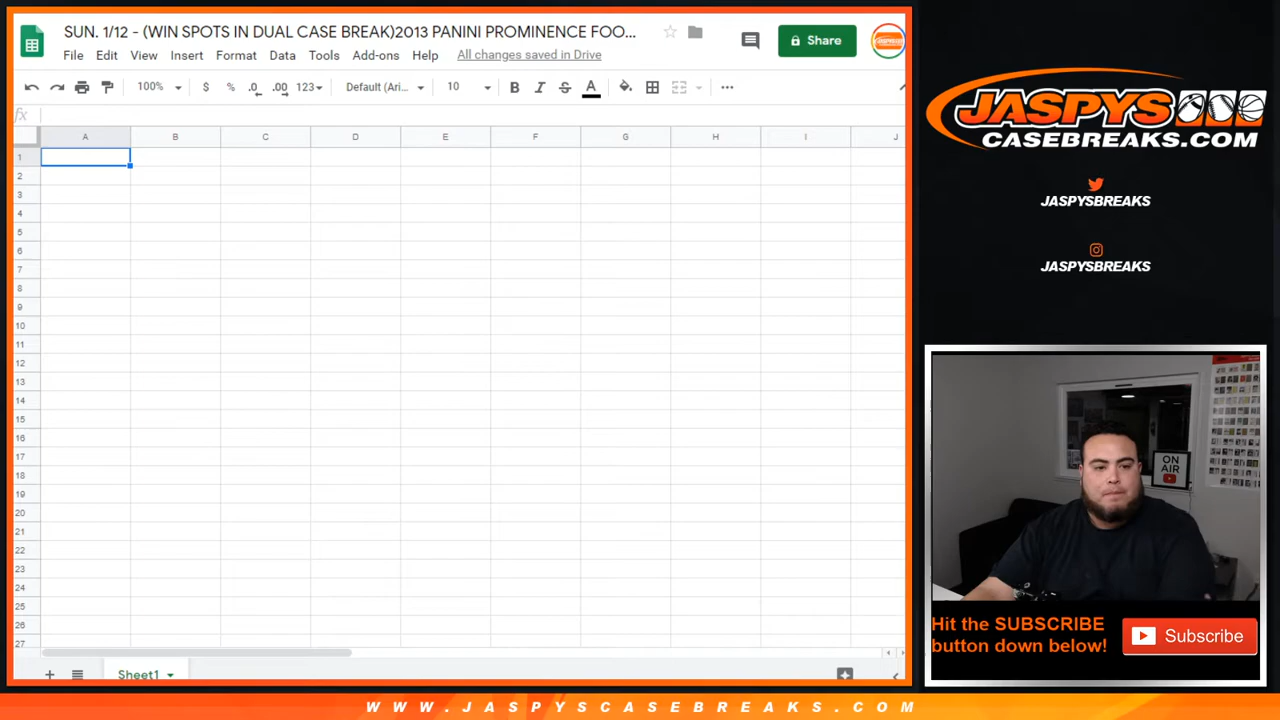 SUN. 1/12 - (WIN SPOTS IN DUAL CASE BREAK)2013 PANINI PROMINENCE FOO...
Share
File Edit View Insert Format Data Tools Add-ons Help All changes saved in Drive
100% $ % .0 .00 123 Default (Ari... 10 B I S A
fx
A B C D E F G H I J
1
2
3
4
5
6
7
8
9
10
11
12
13
14
15
16
17
18
19
20
21
22
23
24
25
26
27
Sheet1
JASPYS
CASEBREAKS.COM
JASPYSBREAKS
JASPYSBREAKS
ON
AIR
Hit the SUBSCRIBE
button down below!
Subscribe
WWW.JASPYSCASEBREAKS.COM